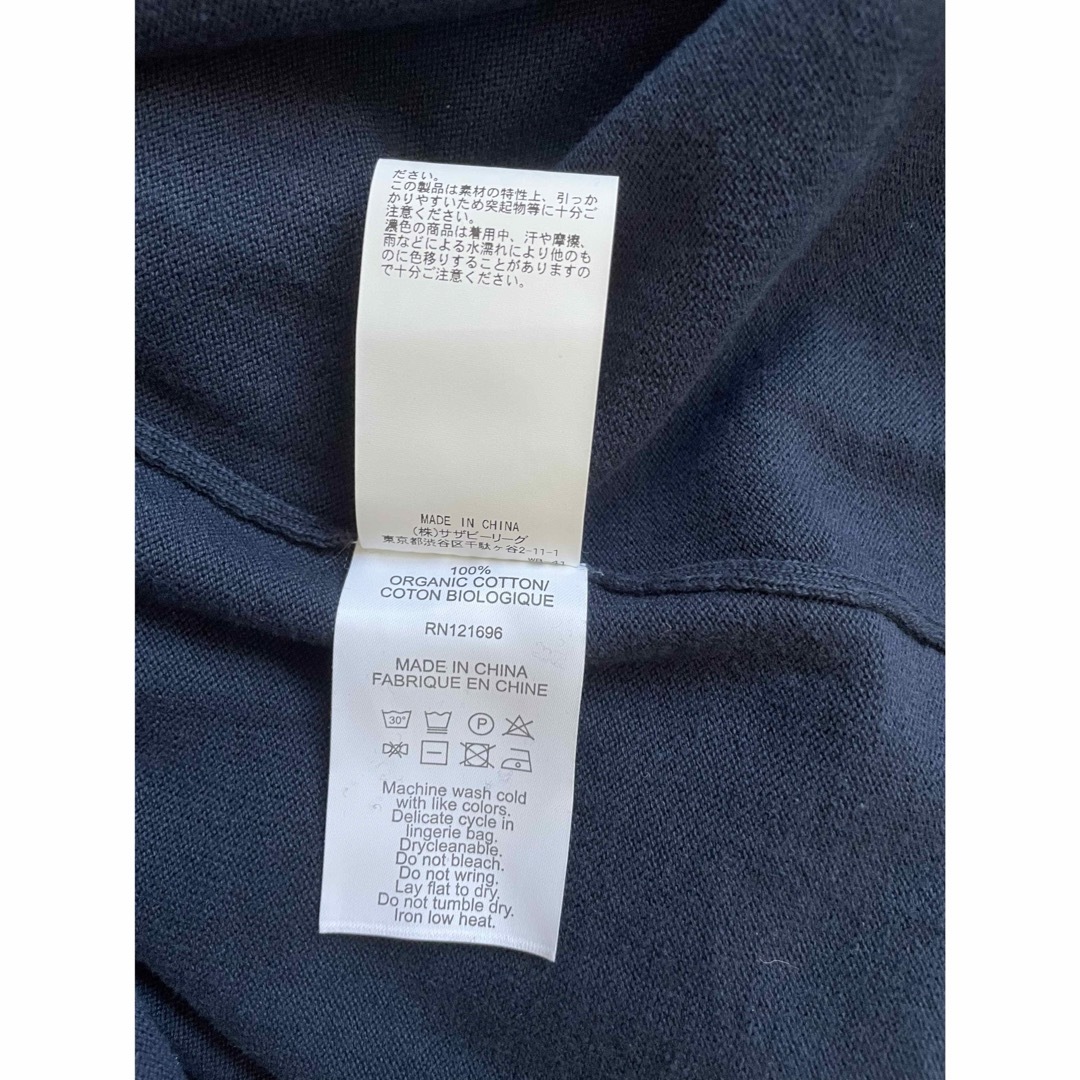 ださい。
この製品は素材の特性上、引っか
かりやすいため突起物等に十分ご
注意ください。
濃色の商品は着用中、汗や摩擦、
雨などによる水濡れにより他のも
のに色移りすることがありますの
で十分ご注意ください。
MADE IN CHINA
(株)サザビーリーグ
東京都渋谷区千駄ヶ谷2-11-1
100%
ORGANIC COTTON/
COTON BIOLOGIQUE
RN121696
MADE IN CHINA
FABRIQUE EN CHINE
30°
P
Machine wash cold
with like colors.
Delicate cycle in
lingerie bag.
Drycleanable.
Do not bleach.
Do not wring.
Lay flat to dry.
Do not tumble dry.
Iron low heat.